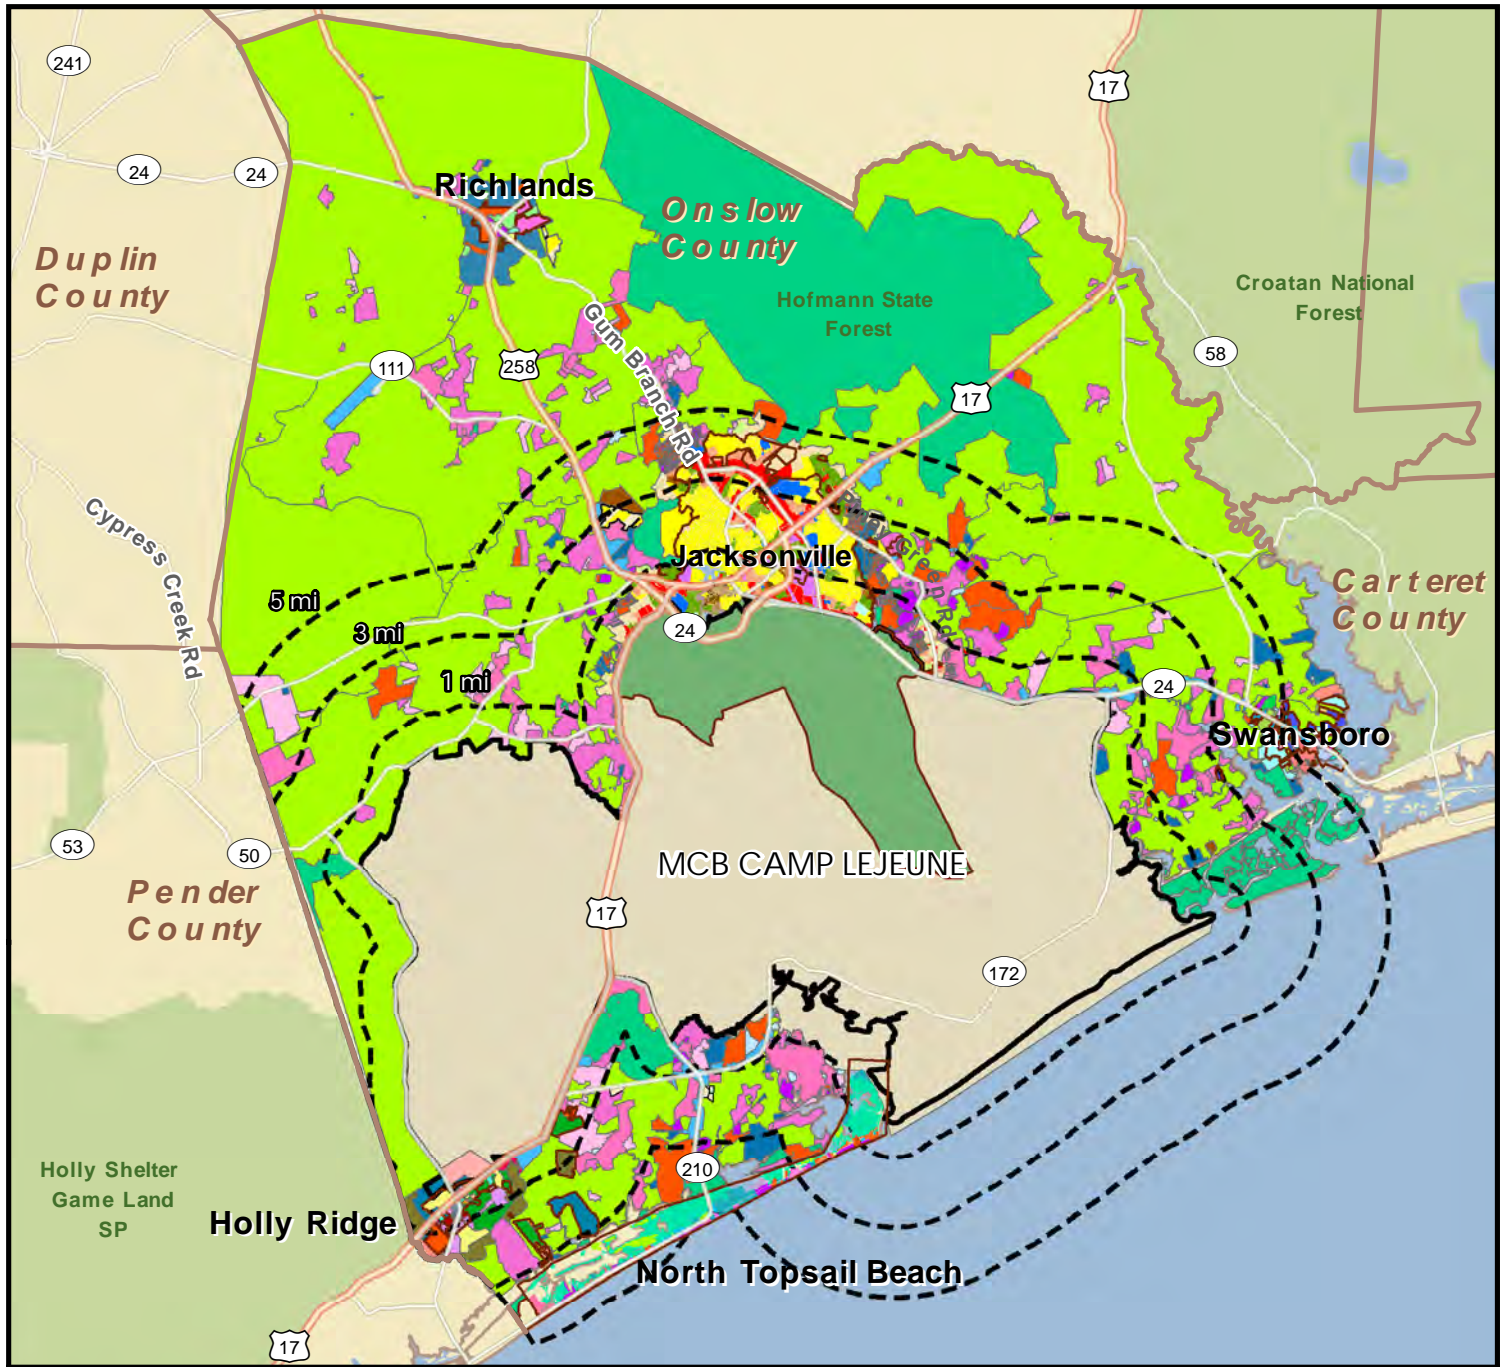 241
17
24
24
Richlands
Onslow
County
Duplin
County
Croatan National
Forest
Hofmann State
Forest
Gum Branch Rd
58
111
258
17
Cypress Creek Rd
Jacksonville
Carteret
County
5 mi
3 mi
24
1 mi
24
Swansboro
53
50
MCB CAMP LEJEUNE
Pender
County
17
172
Holly Shelter
Game Land
SP
210
Holly Ridge
North Topsail Beach
17